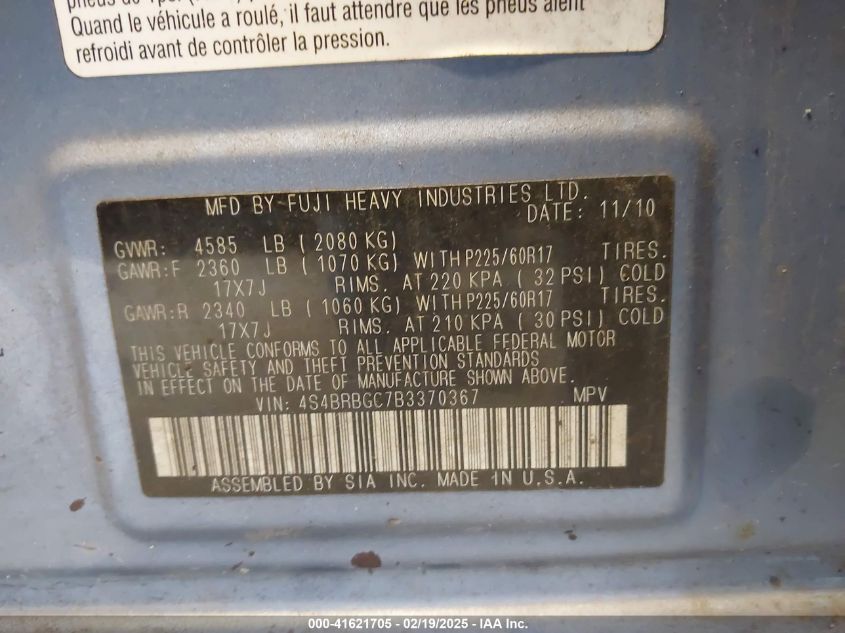 Quand le véhicule a roulé, il faut attendre que les pneus aient
refroidi avant de contrôler la pression.
MFD BY FUJI HEAVY INDUSTRIES LTD.
DATE: 11/10
GVWR: 4585 LB ( 2080 KG)
GAWR:F 2360 LB ( 1070 KG) WITH P225/60R17 TIRES.
17X7J RIMS. AT 220 KPA ( 32 PSI) COLD
GAWR:R 2340 LB ( 1060 KG) WITH P225/60R17 TIRES.
17X7J RIMS. AT 210 KPA ( 30 PSI) COLD
THIS VEHICLE CONFORMS TO ALL APPLICABLE FEDERAL MOTOR
VEHICLE SAFETY AND THEFT PREVENTION STANDARDS
IN EFFECT ON THE DATE OF MANUFACTURE SHOWN ABOVE.
VIN: 4S4BRBGC7B3370367 MPV
ASSEMBLED BY SIA INC. MADE IN U.S.A.
000-41621705 - 02/19/2025 - IAA Inc.